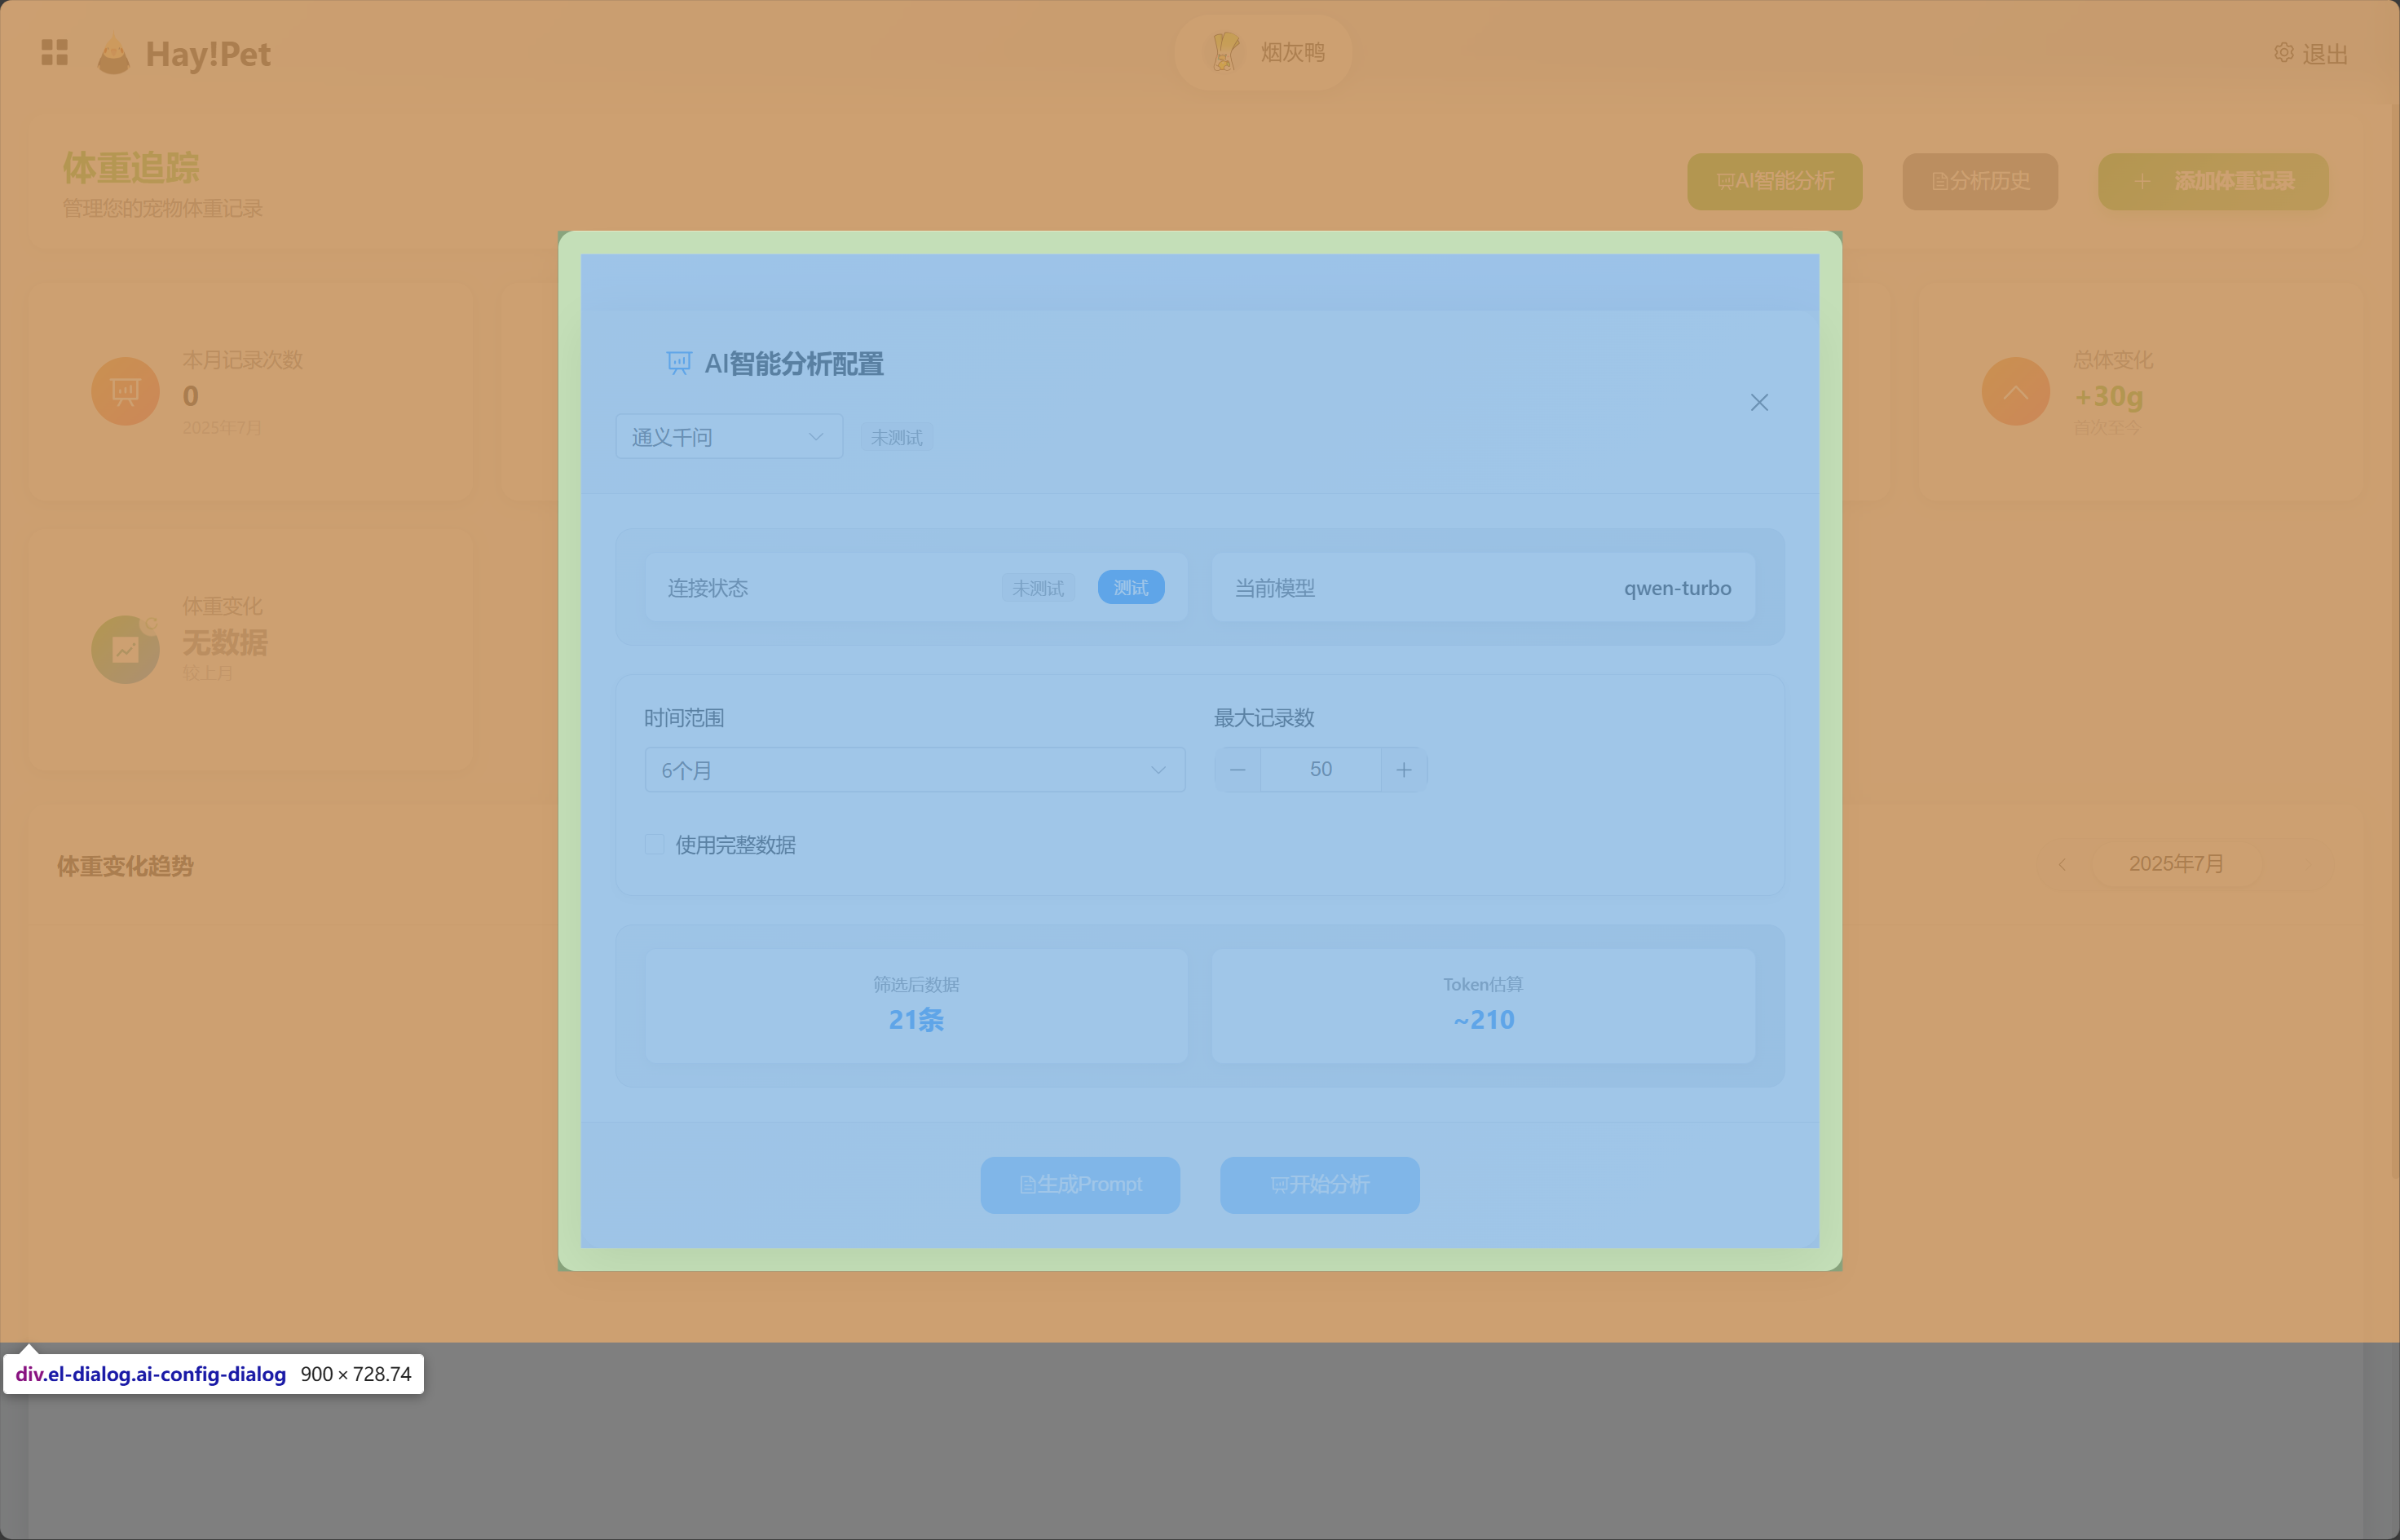 Hay!Pet
烟灰鸭
退出
体重追踪
管理您的宠物体重记录
AI智能分析
分析历史
添加体重记录
本月记录次数
0
2025年7月
总体变化
+30g
首次至今
体重变化
无数据
较上月
体重变化趋势
2025年7月
AI智能分析配置
通义千问
未测试
连接状态
未测试
测试
当前模型
qwen-turbo
时间范围
最大记录数
6个月
50
使用完整数据
筛选后数据
21条
Token估算
~210
生成Prompt
开始分析
div.el-dialog.ai-config-dialog 900 × 728.74